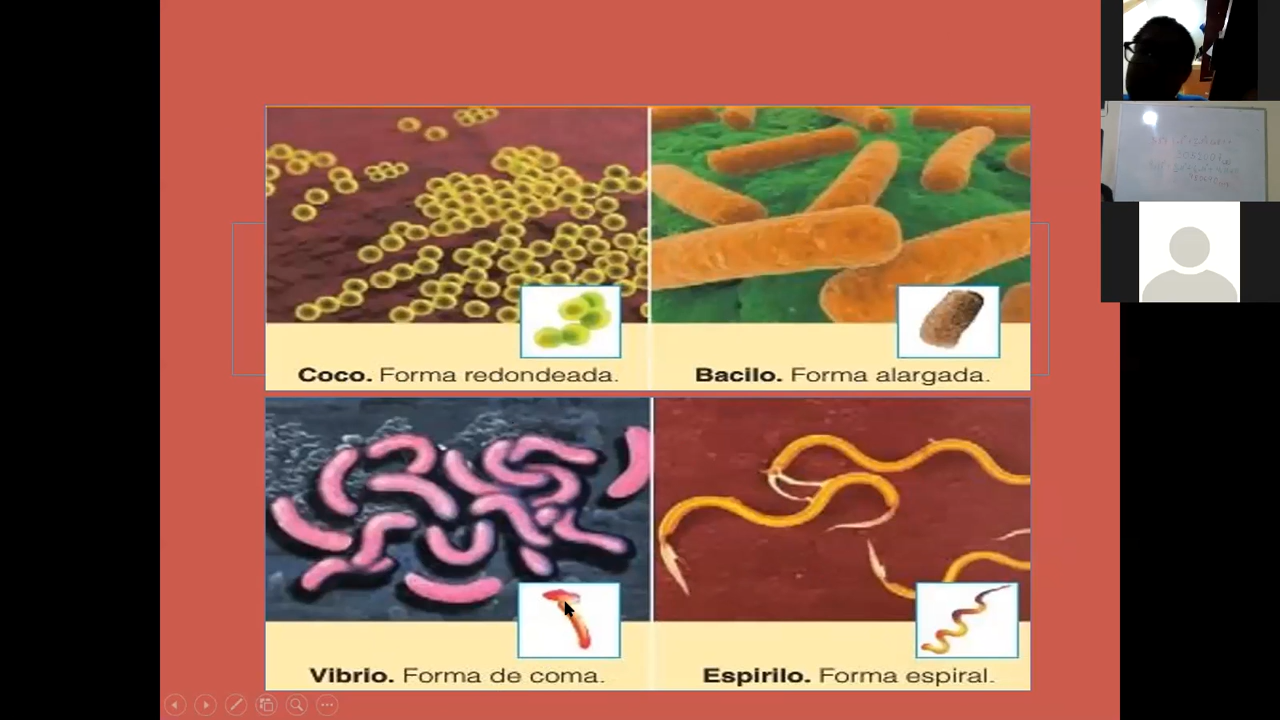 Coco. Forma redondeada.
Bacilo. Forma alargada.
Vibrio. Forma de coma.
Espirilo. Forma espiral.